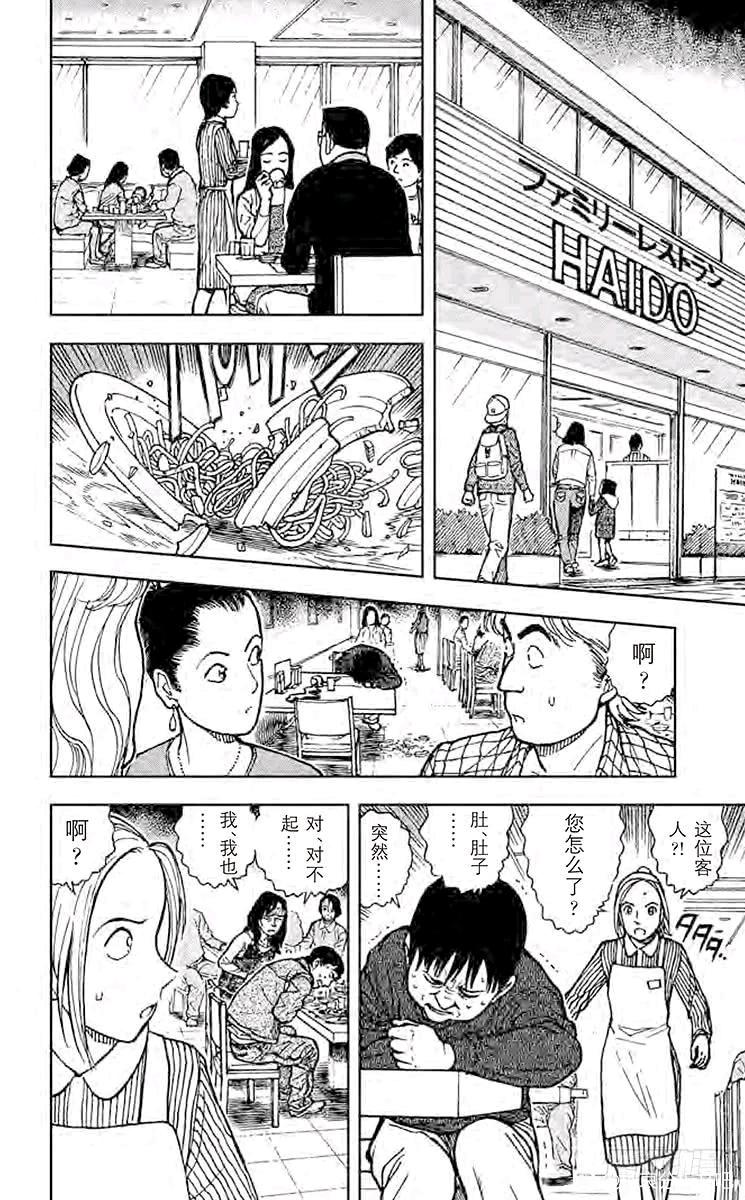 ファミリーレストラン
HAIDO
啊？
这位客
人?!
您怎么了？
肚、肚子
突然……
对、对不
起……
我、我也
……
啊？